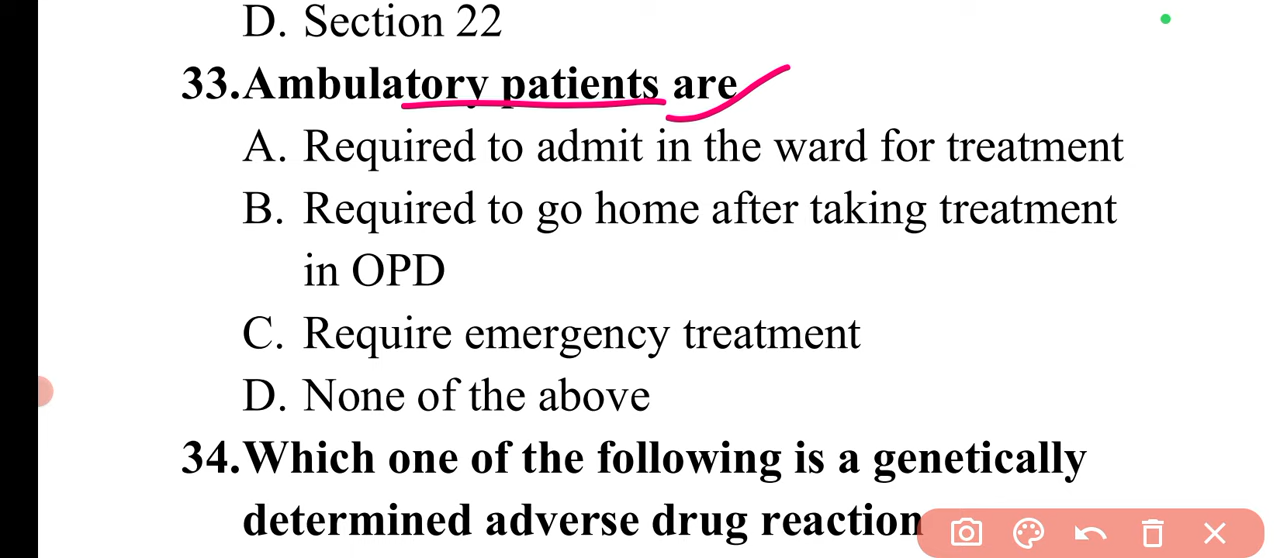 D. Section 22
33.Ambulatory patients are
A. Required to admit in the ward for treatment
B. Required to go home after taking treatment
in OPD
C. Require emergency treatment
D. None of the above
34.Which one of the following is a genetically
determined adverse drug reaction